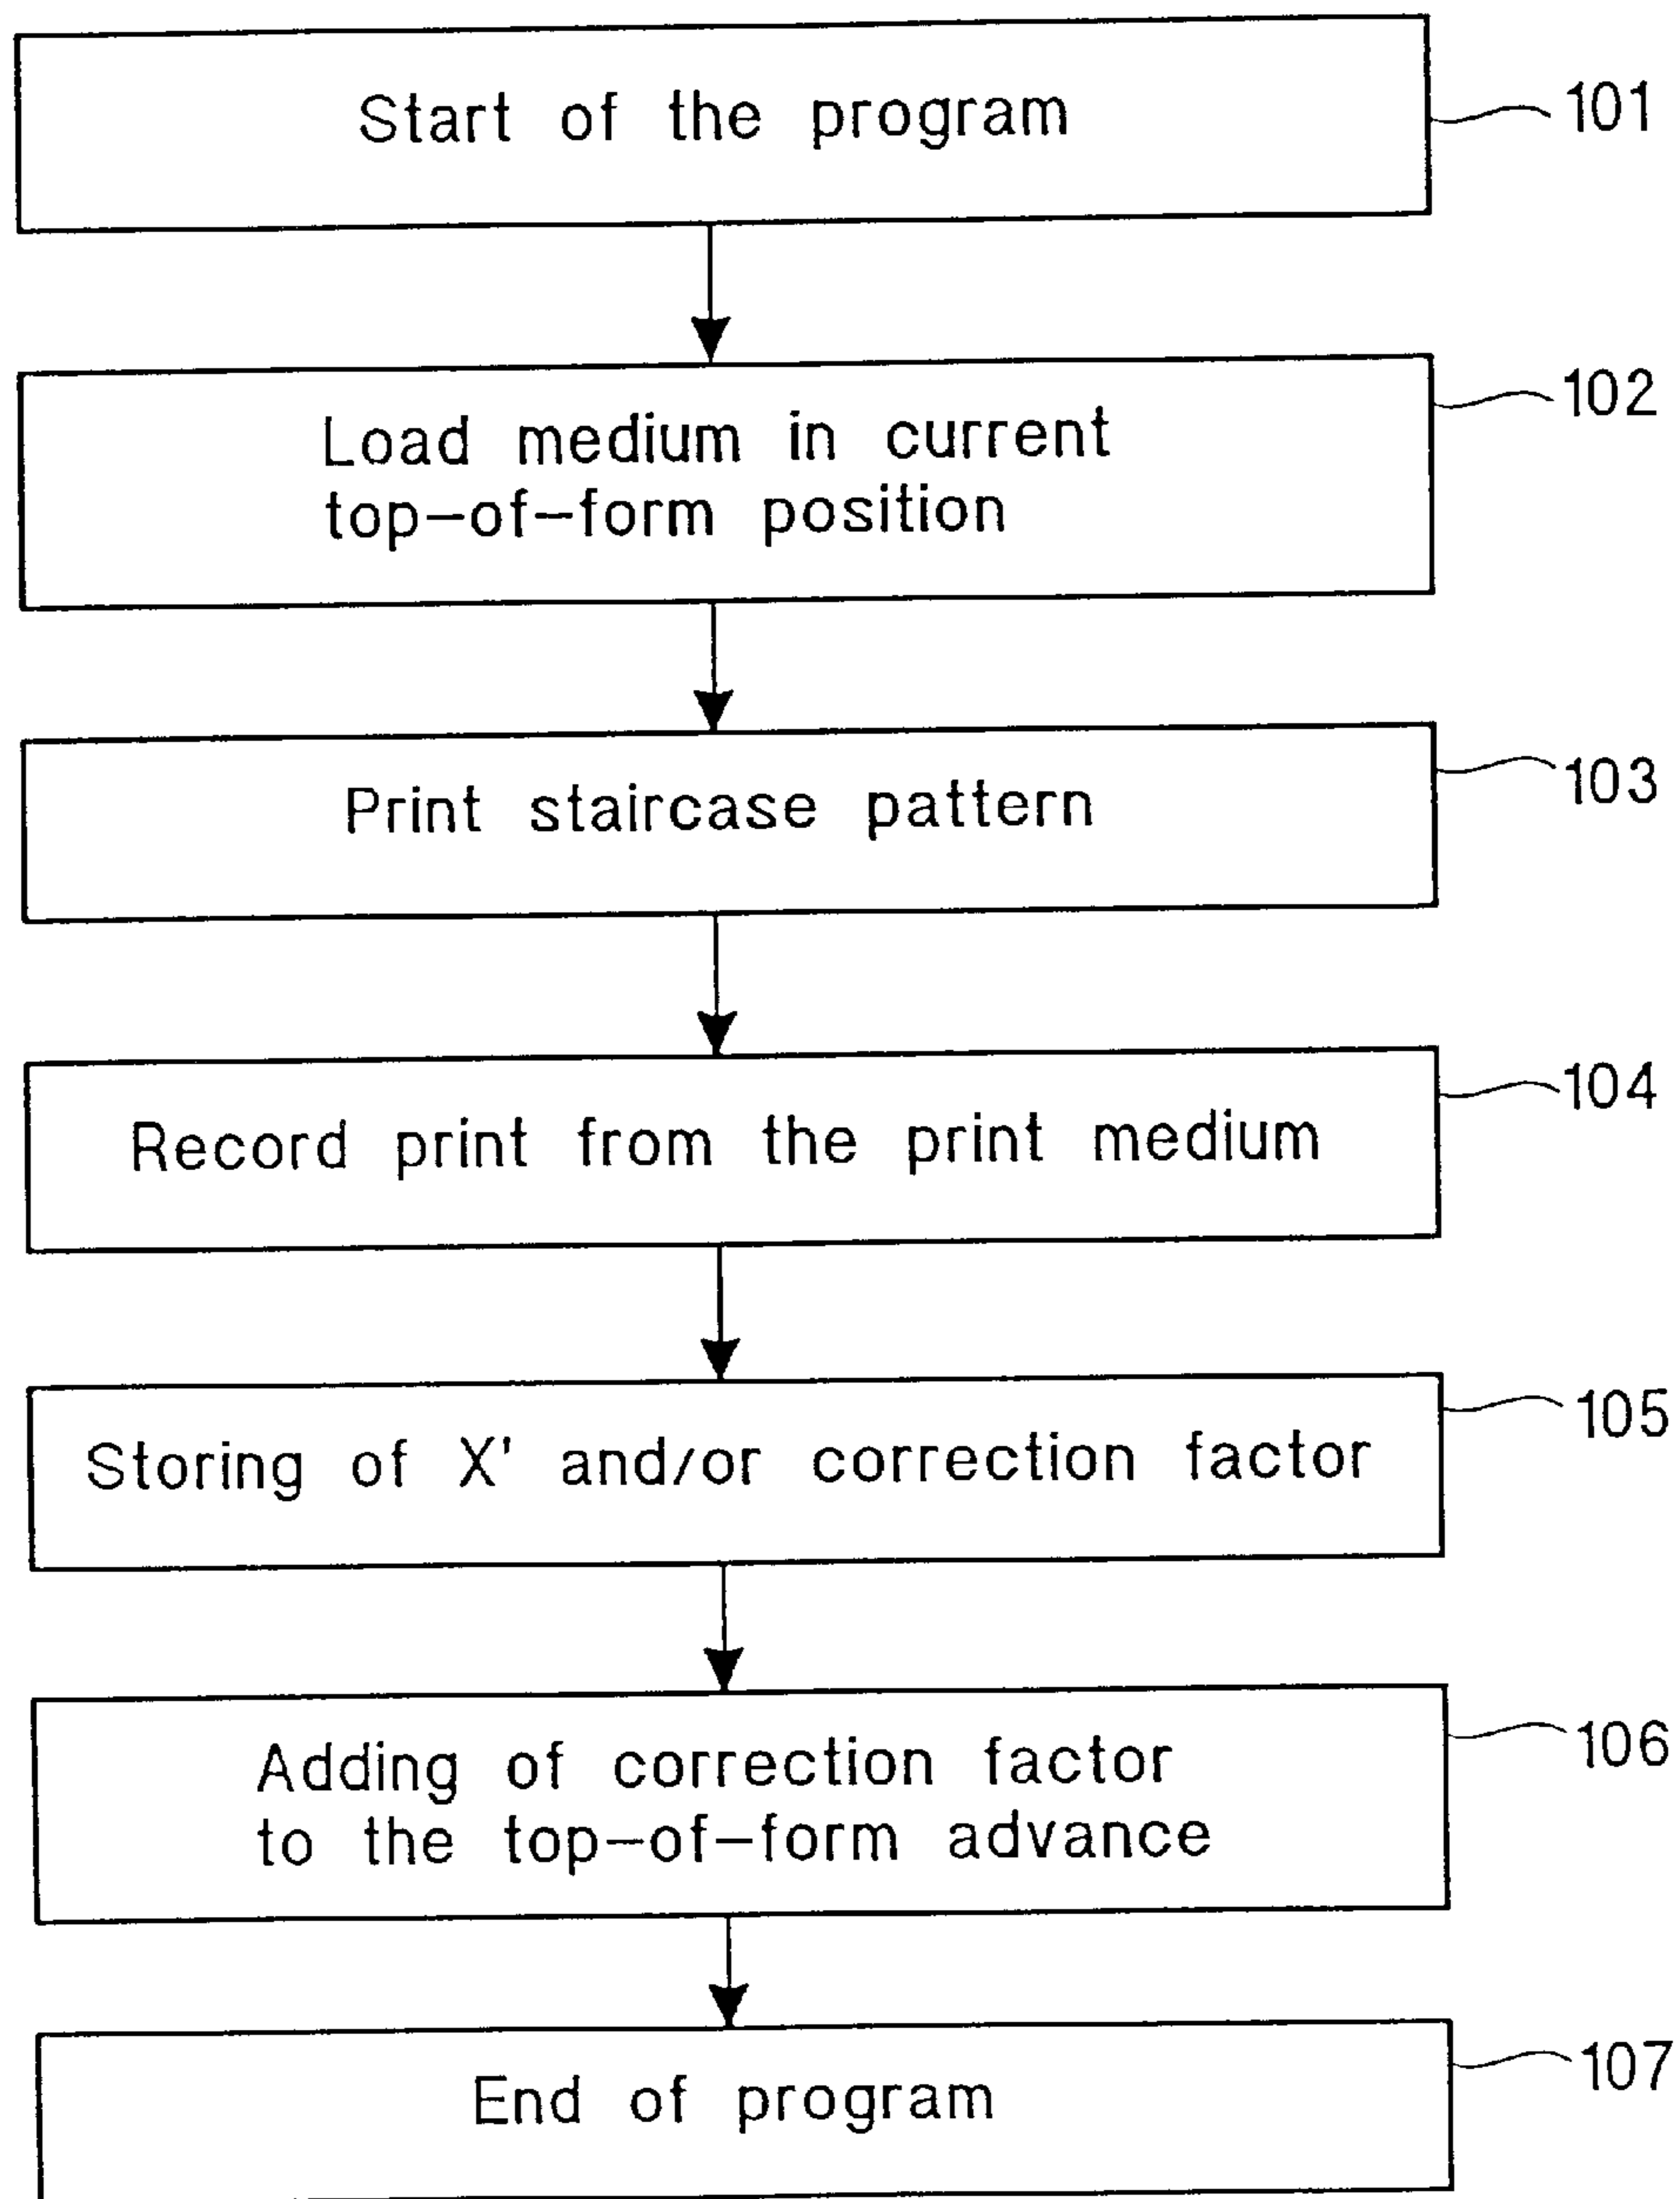 Start of the program
101
Load medium in current
top-of-form position
102
Print staircase pattern
103
Record print from the print medium
104
Storing of X' and/or correction factor
105
Adding of correction factor
to the top-of-form advance
106
End of program
107